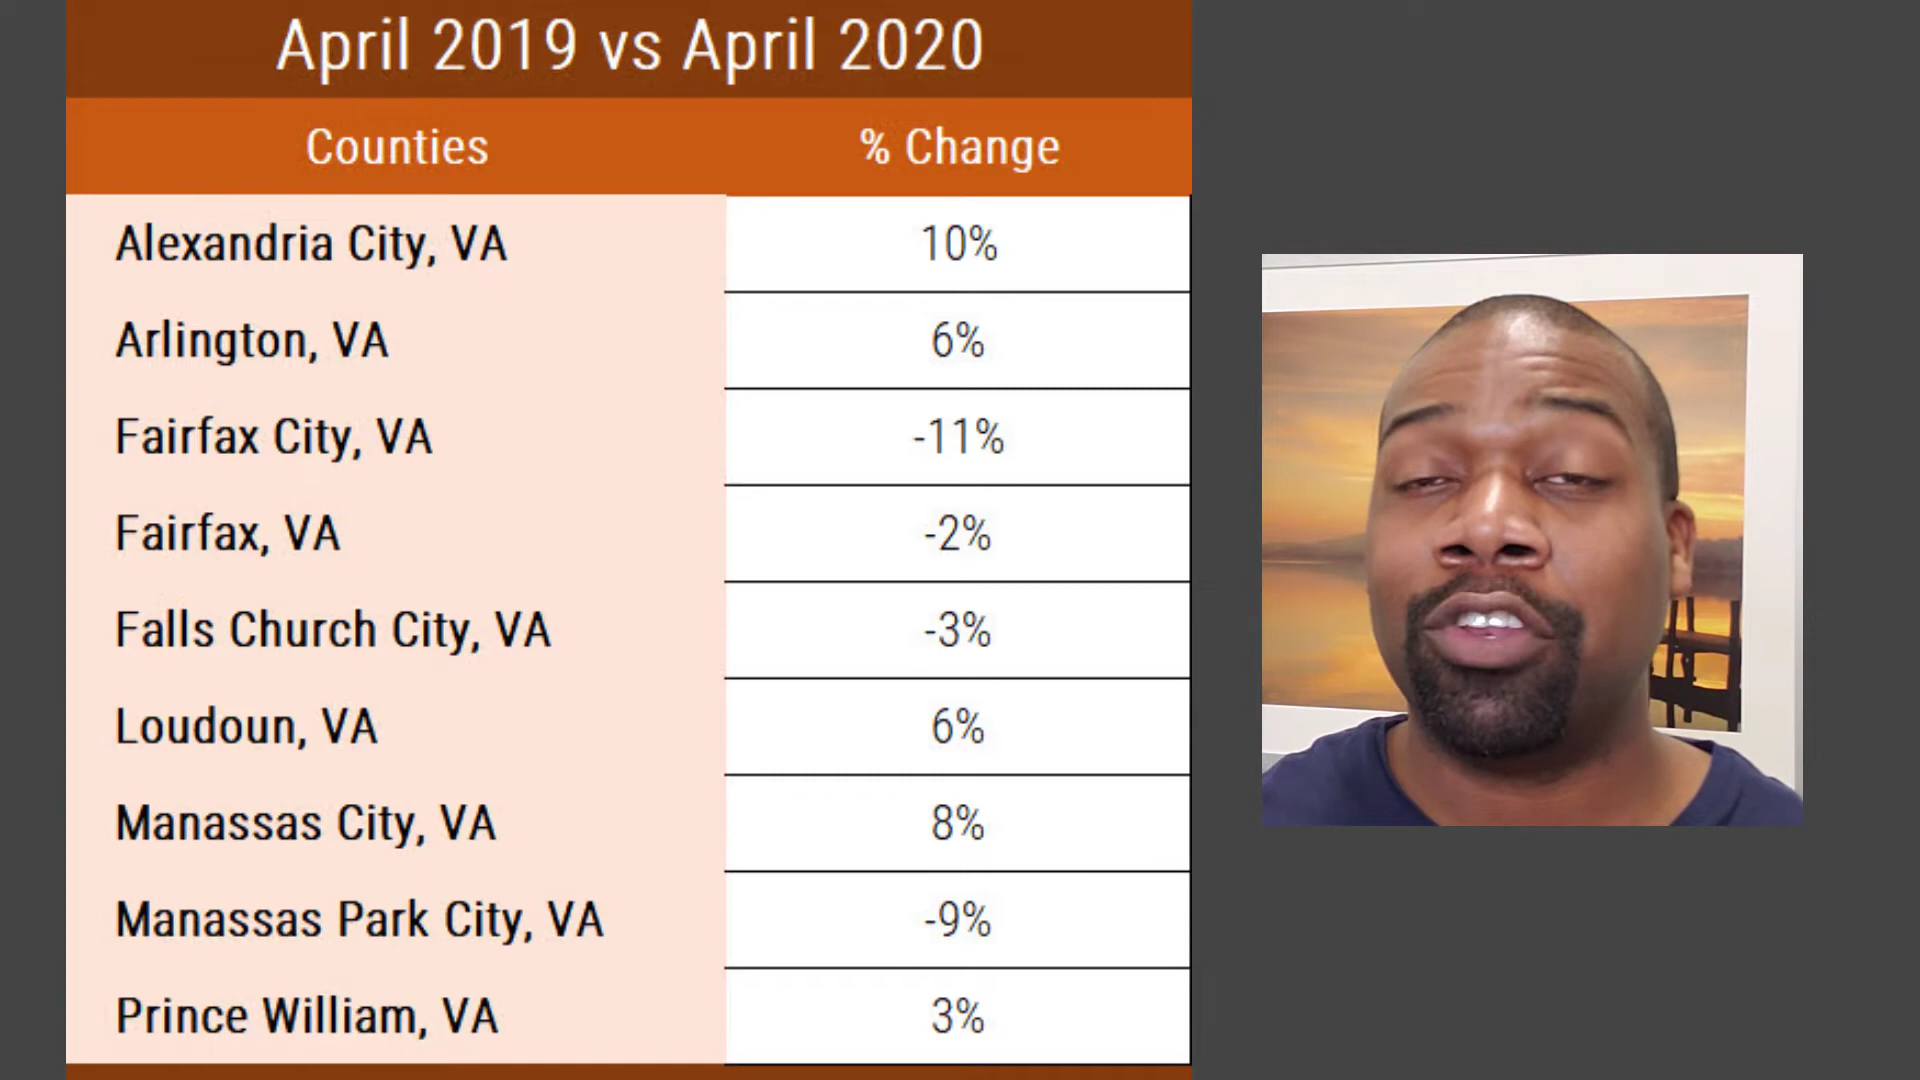 April 2019 vs April 2020
Counties % Change
Alexandria City, VA 10%
Arlington, VA 6%
Fairfax City, VA -11%
Fairfax, VA -2%
Falls Church City, VA -3%
Loudoun, VA 6%
Manassas City, VA 8%
Manassas Park City, VA -9%
Prince William, VA 3%